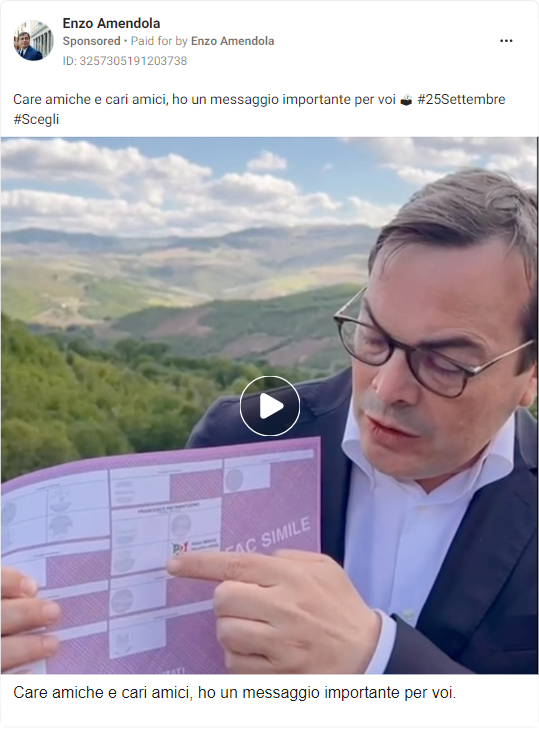 Enzo Amendola
Sponsored • Paid for by Enzo Amendola
ID: 3257305191203738
Care amiche e cari amici, ho un messaggio importante per voi 🗳 #25Settembre
#Scegli
FAC SIMILE
Care amiche e cari amici, ho un messaggio importante per voi.